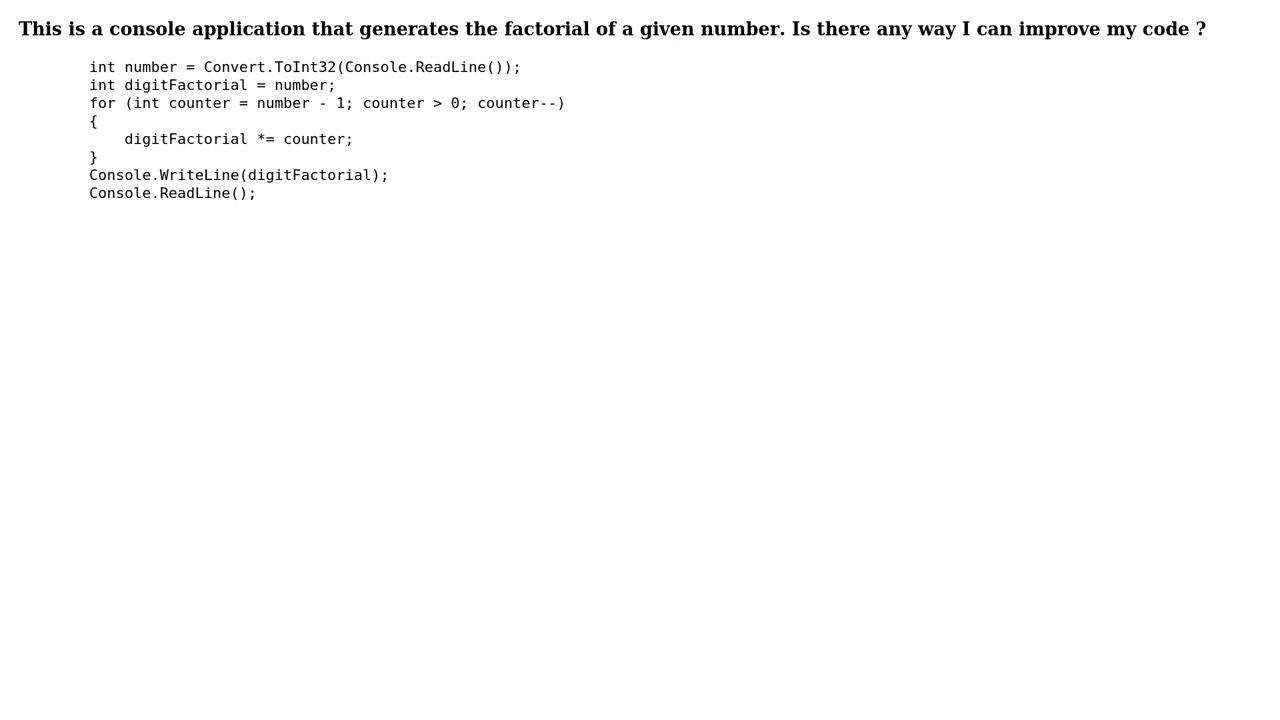 This is a console application that generates the factorial of a given number. Is there any way I can improve my code ?
int number = Convert.ToInt32(Console.ReadLine());
int digitFactorial = number;
for (int counter = number - 1; counter > 0; counter--)
{
    digitFactorial *= counter;
}
Console.WriteLine(digitFactorial);
Console.ReadLine();